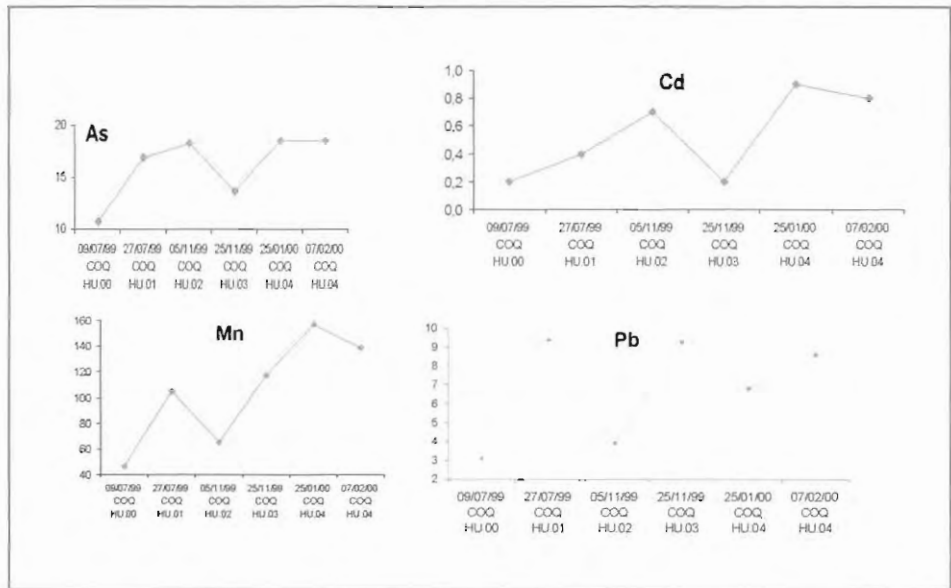 As
20
15
10
09/07/99 27/07/99 05/11/99 25/11/99 25/01/00 07/02/00
COQ COQ COQ COQ COQ COQ
HU.00 HU.01 HU.02 HU.03 HU.04 HU.04
Cd
1,0
0,8
0,6
0,4
0,2
0,0
09/07/99 27/07/99 05/11/99 25/11/99 25/01/00 07/02/00
COQ COQ COQ COQ COQ COQ
HU.00 HU.01 HU.02 HU.03 HU.04 HU.04
Mn
160
140
120
100
80
60
40
09/07/99 27/07/99 05/11/99 25/11/99 25/01/00 07/02/00
COQ COQ COQ COQ COQ COQ
HU.00 HU.01 HU.02 HU.03 HU.04 HU.04
Pb
10
9
8
7
6
5
4
3
2
09/07/99 27/07/99 05/11/99 25/11/99 25/01/00 07/02/00
COQ COQ COQ COQ COQ COQ
HU.00 HU.01 HU.02 HU.03 HU.04 HU.04